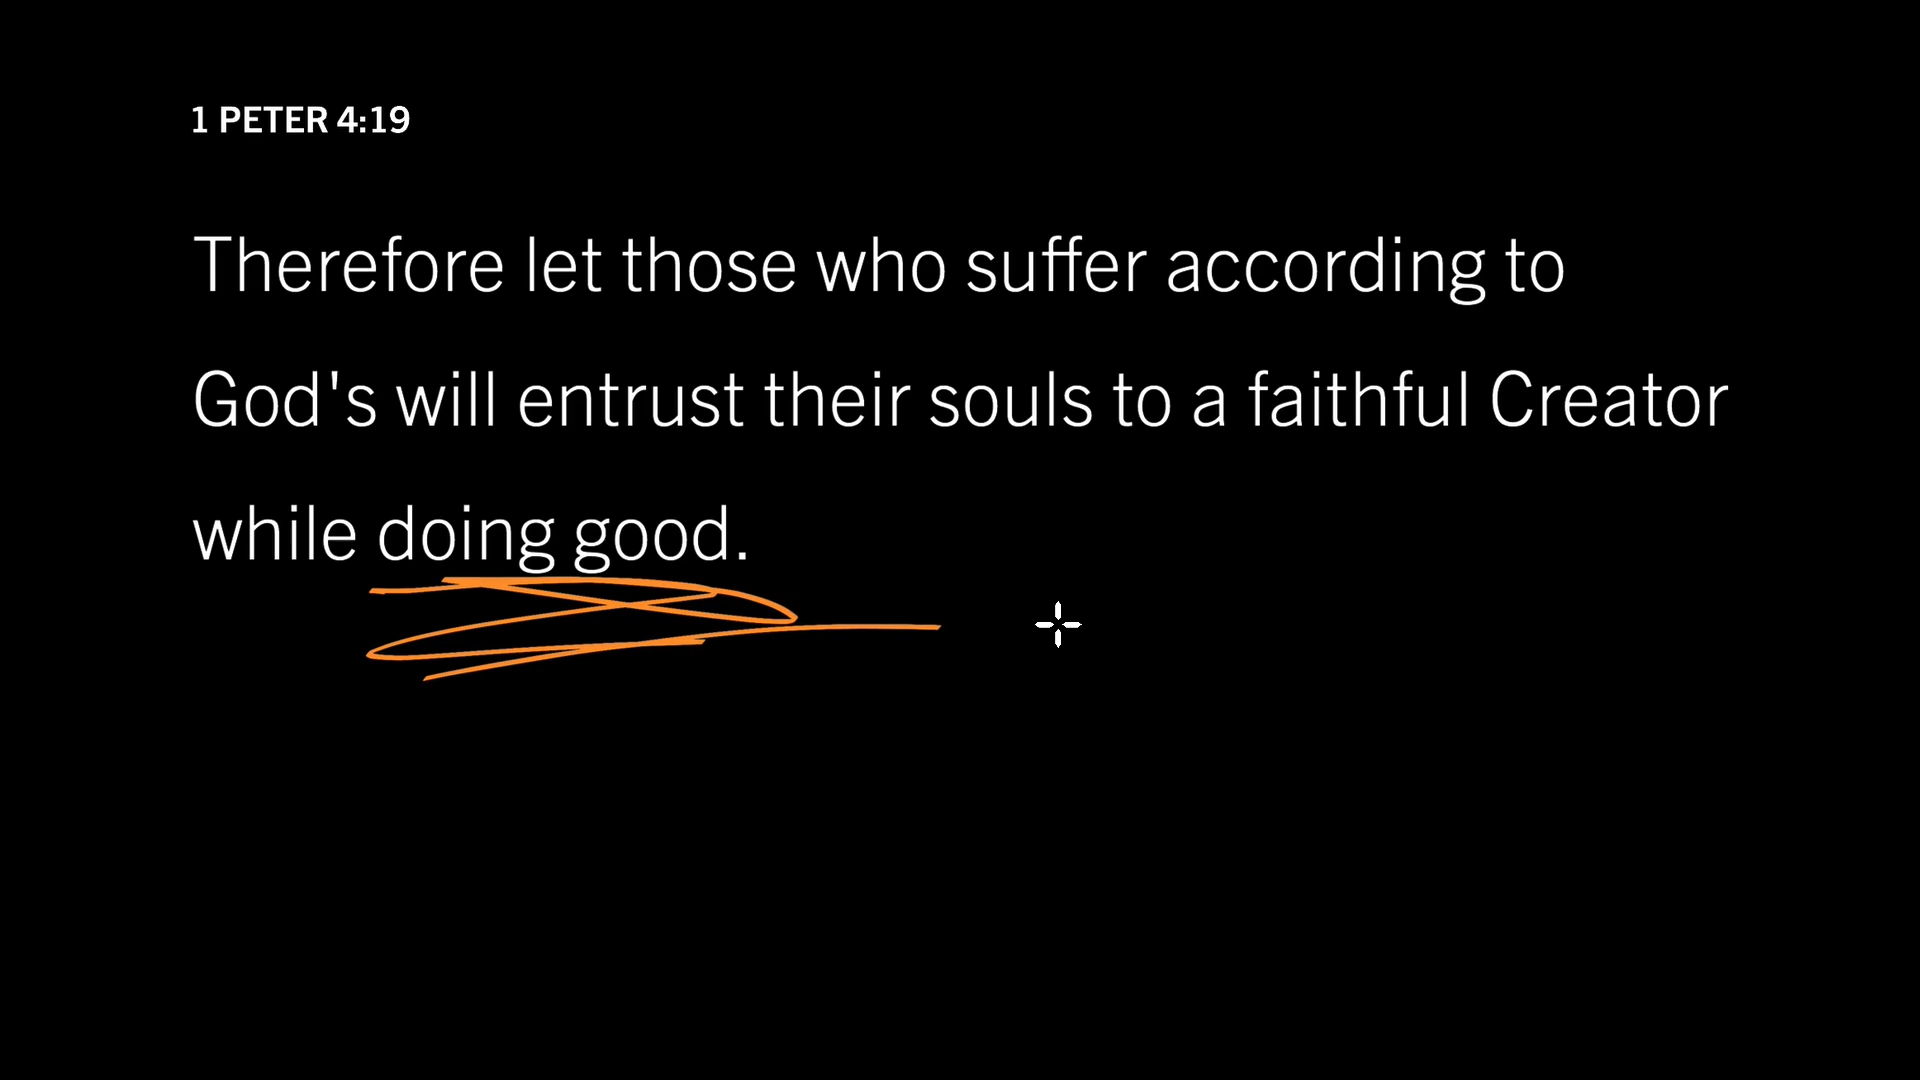 1 PETER 4:19
Therefore let those who suffer according to
God's will entrust their souls to a faithful Creator
while doing good.